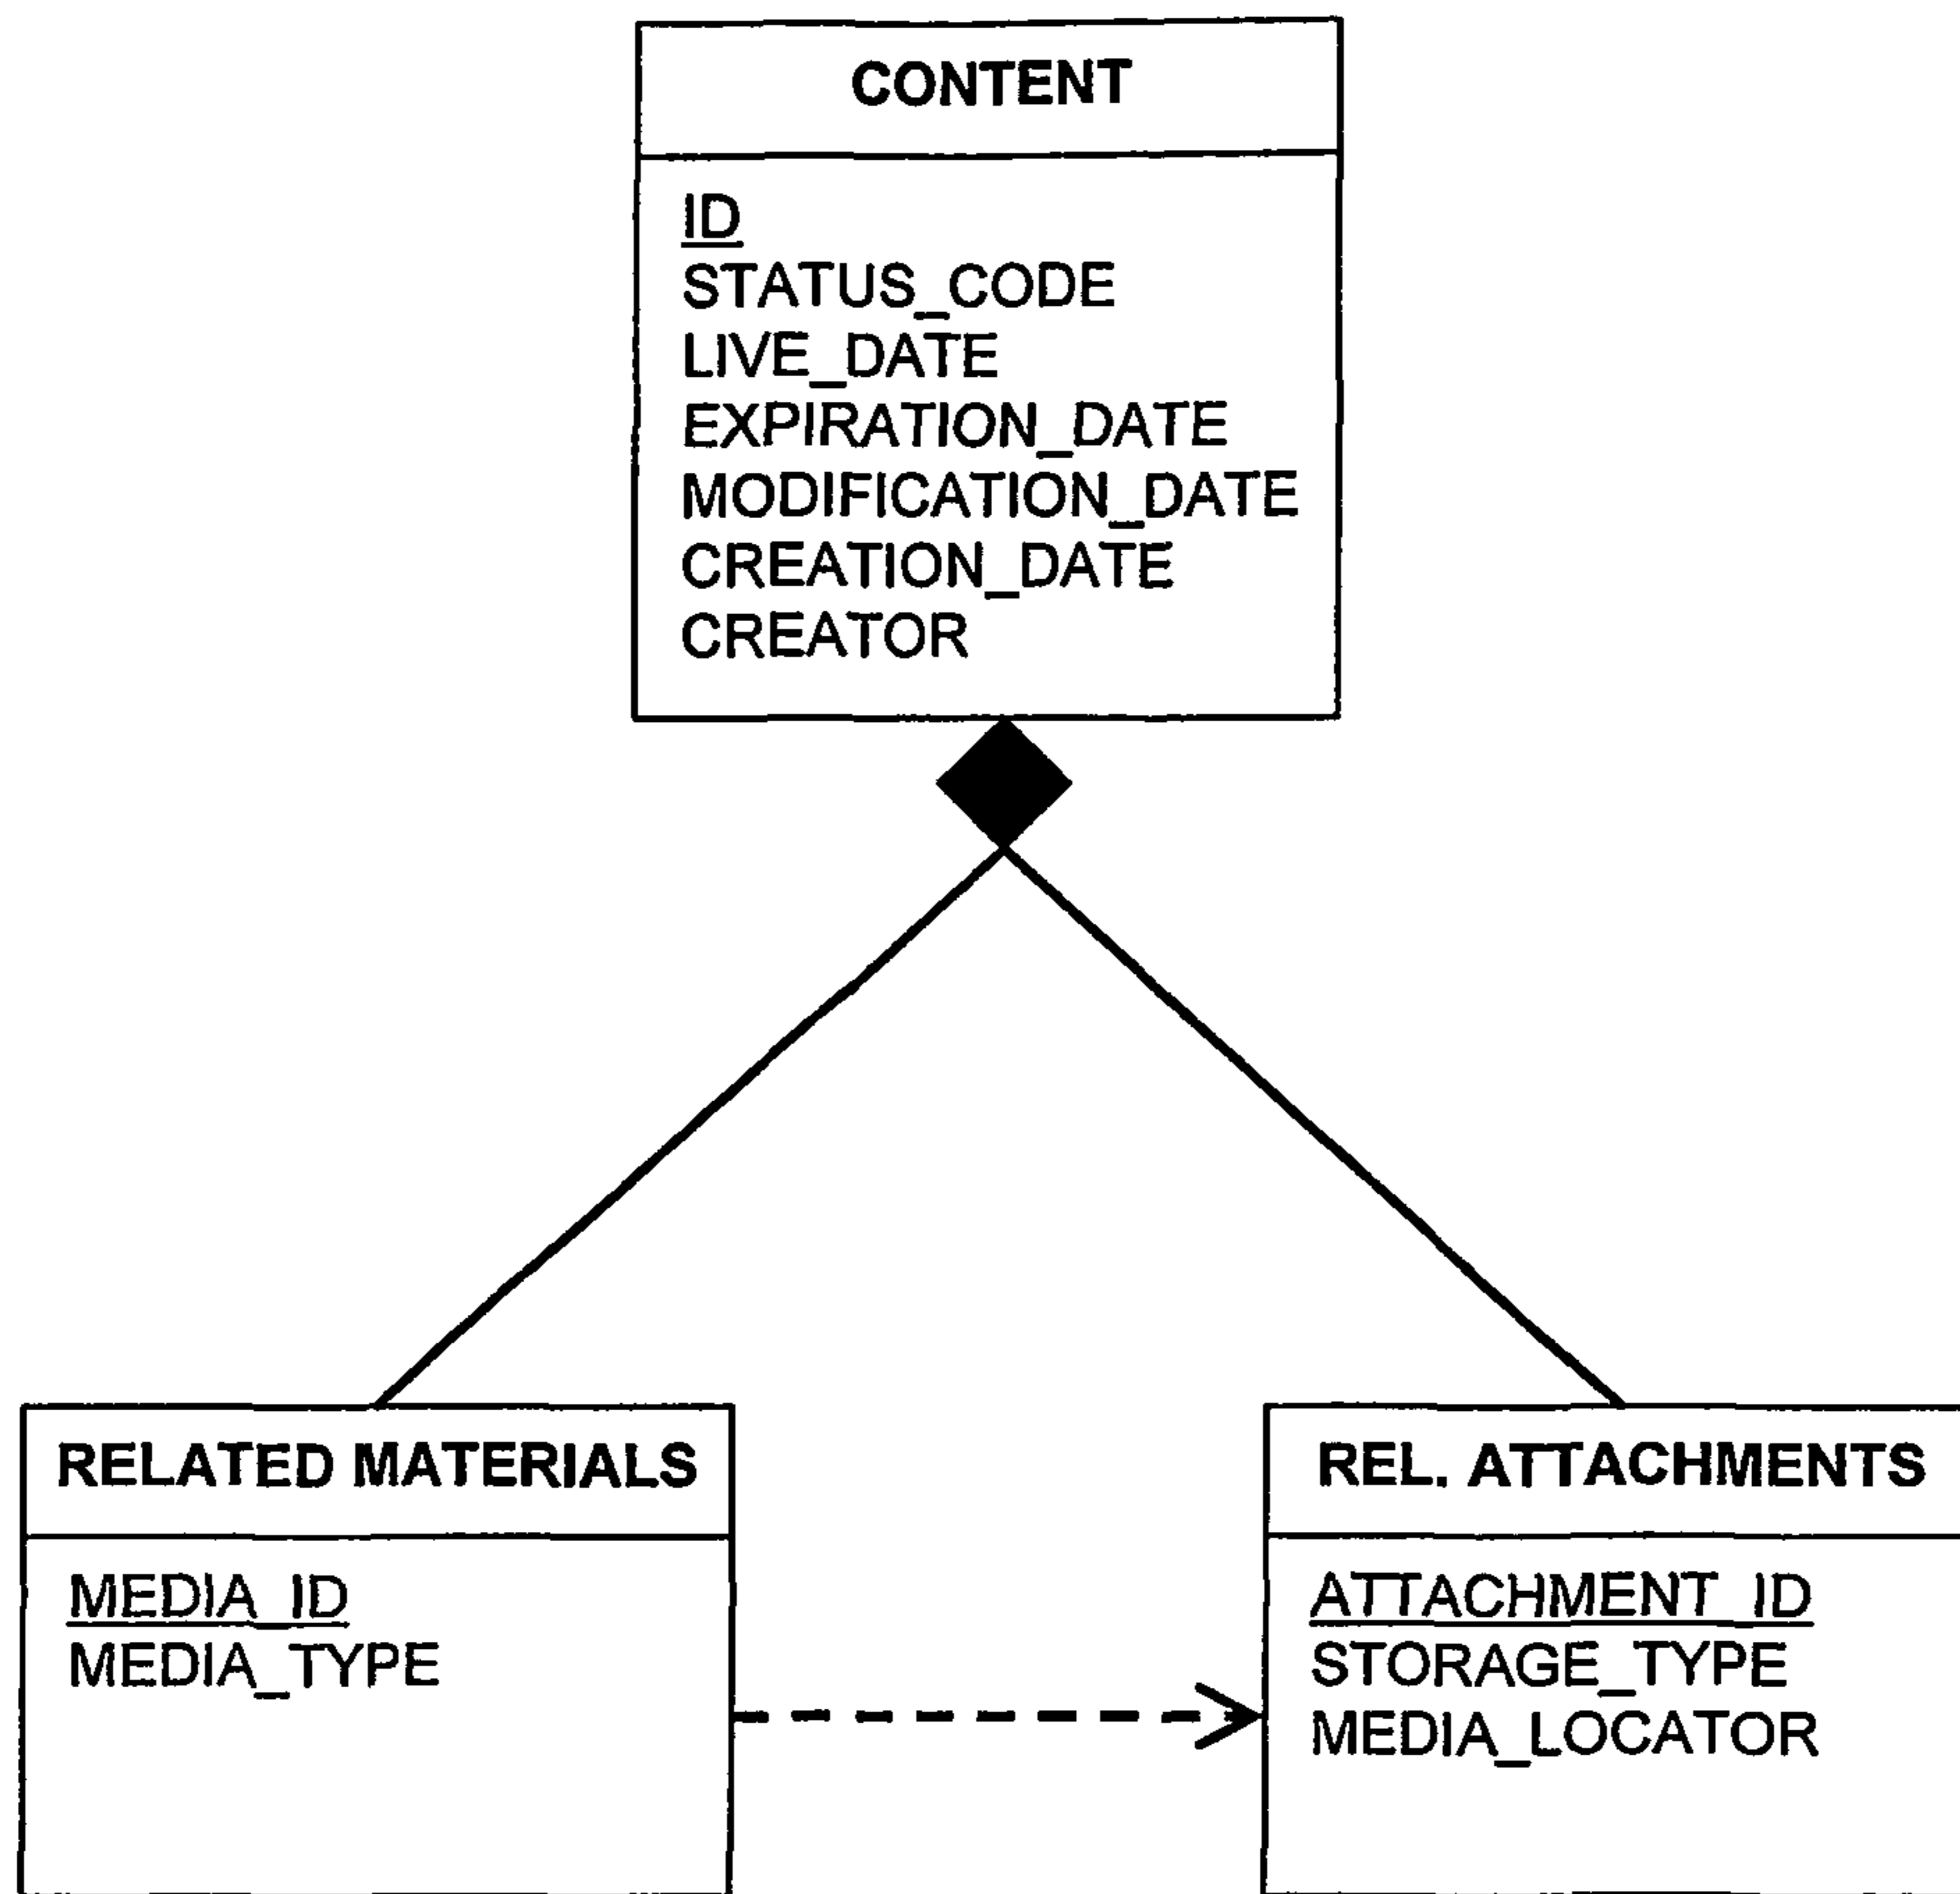 CONTENT
ID
STATUS_CODE
LIVE_DATE
EXPIRATION_DATE
MODIFICATION_DATE
CREATION_DATE
CREATOR
RELATED MATERIALS
MEDIA_ID
MEDIA_TYPE
REL. ATTACHMENTS
ATTACHMENT_ID
STORAGE_TYPE
MEDIA_LOCATOR